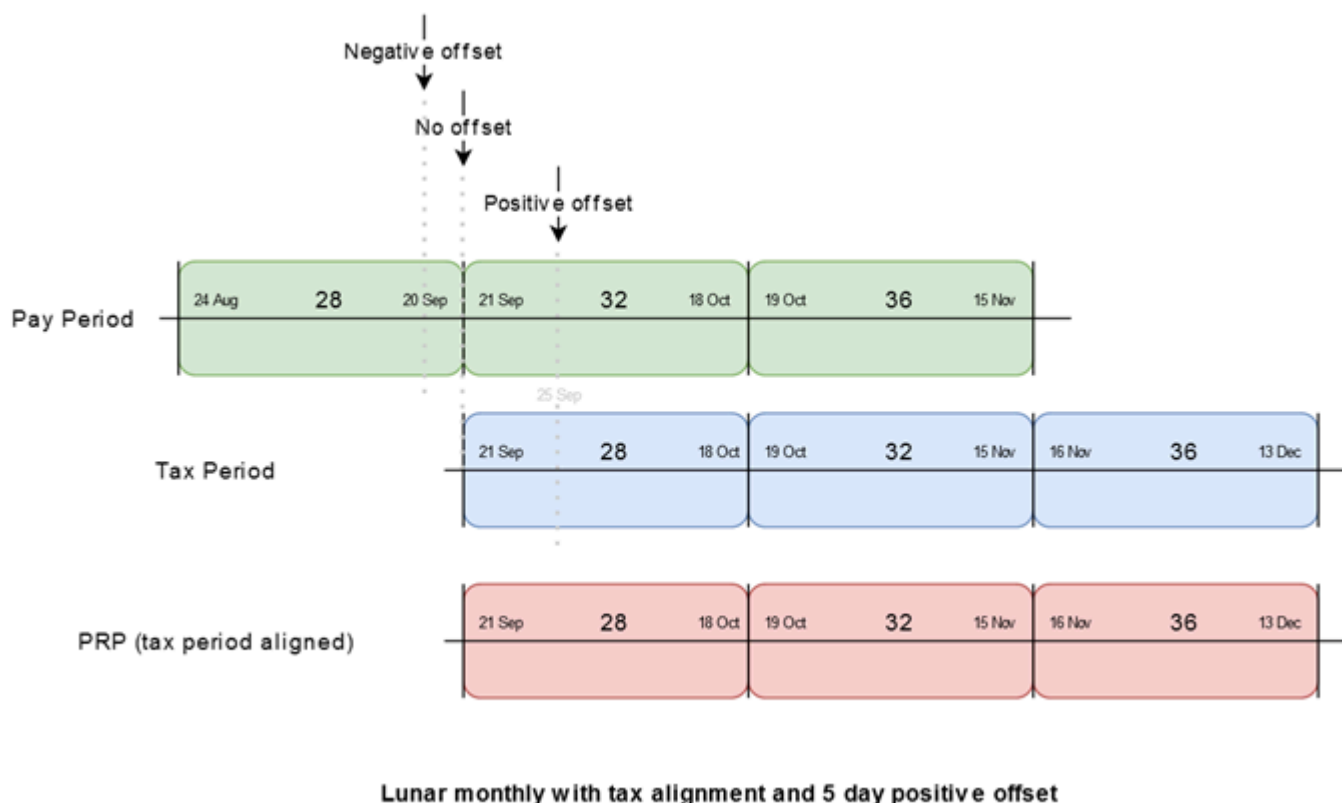 Negative offset
No offset
Positive offset
24 Aug 28 20 Sep 21 Sep 32 18 Oct 19 Oct 36 15 Nov
Pay Period
25 Sep
21 Sep 28 18 Oct 19 Oct 32 15 Nov 16 Nov 36 13 Dec
Tax Period
21 Sep 28 18 Oct 19 Oct 32 15 Nov 16 Nov 36 13 Dec
PRP (tax period aligned)
Lunar monthly with tax alignment and 5 day positive offset